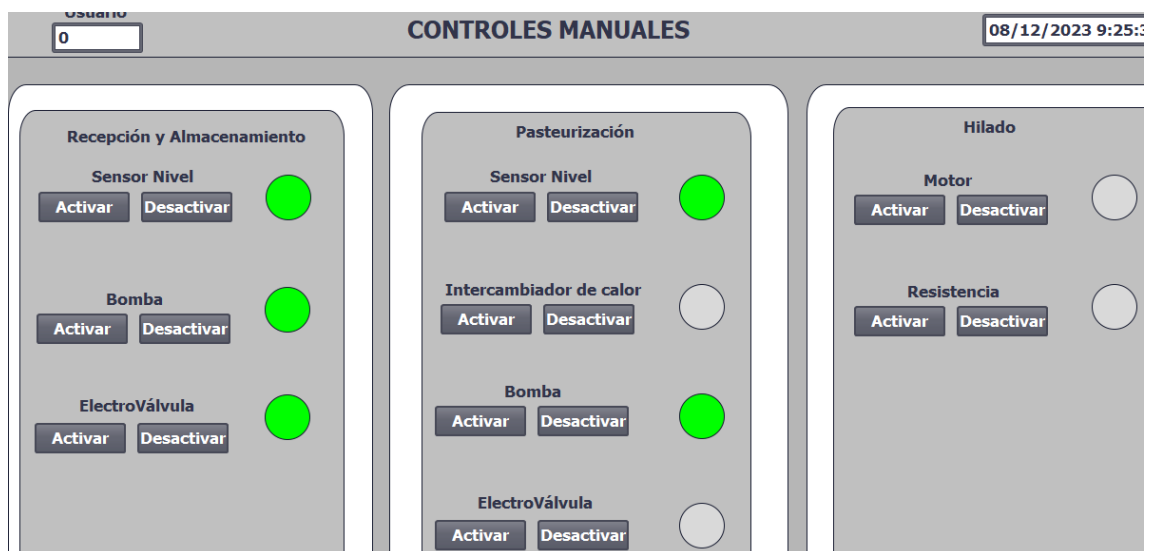 Usuario
0
CONTROLES MANUALES
08/12/2023 9:25:3
Recepción y Almacenamiento
Sensor Nivel
Activar Desactivar
Bomba
Activar Desactivar
ElectroVálvula
Activar Desactivar
Pasteurización
Sensor Nivel
Activar Desactivar
Intercambiador de calor
Activar Desactivar
Bomba
Activar Desactivar
ElectroVálvula
Activar Desactivar
Hilado
Motor
Activar Desactivar
Resistencia
Activar Desactivar